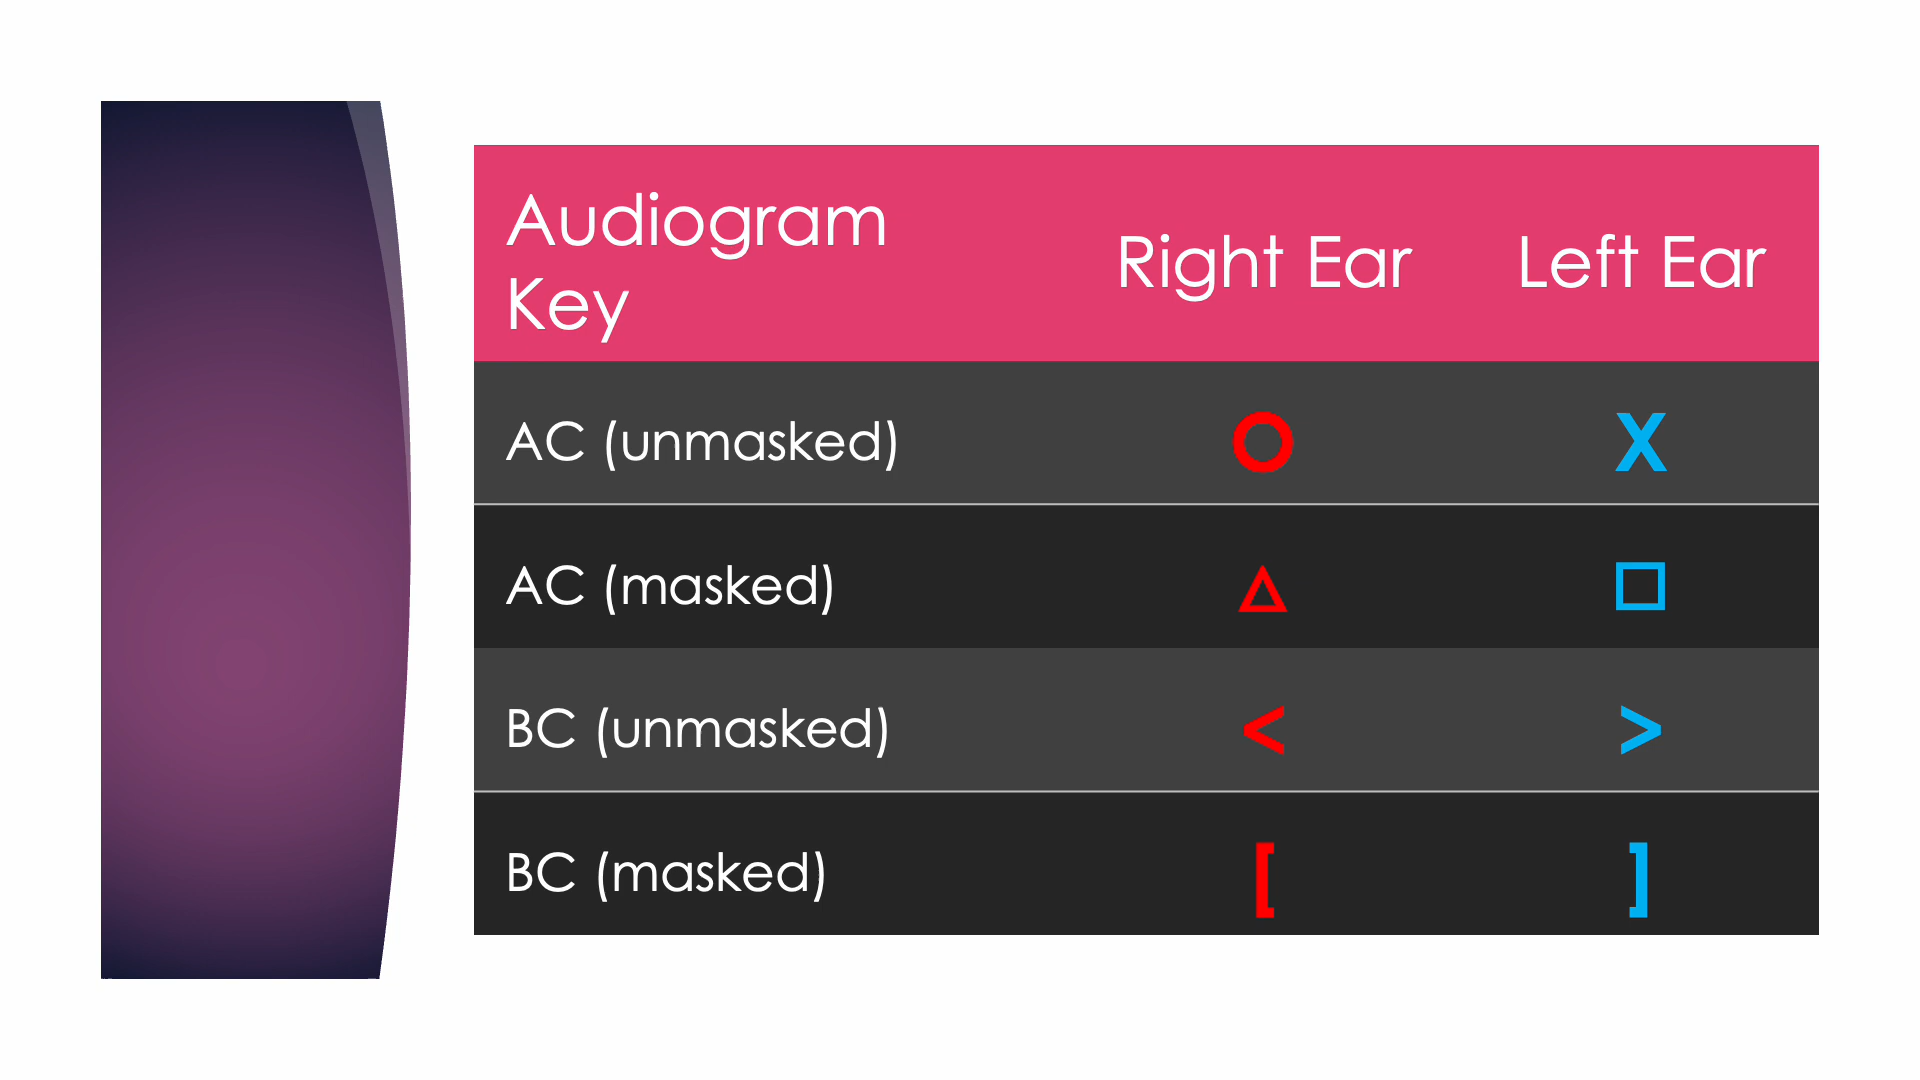 Audiogram
Key
Right Ear
Left Ear
AC (unmasked) O X
AC (masked) △ □
BC (unmasked) < >
BC (masked) [ ]